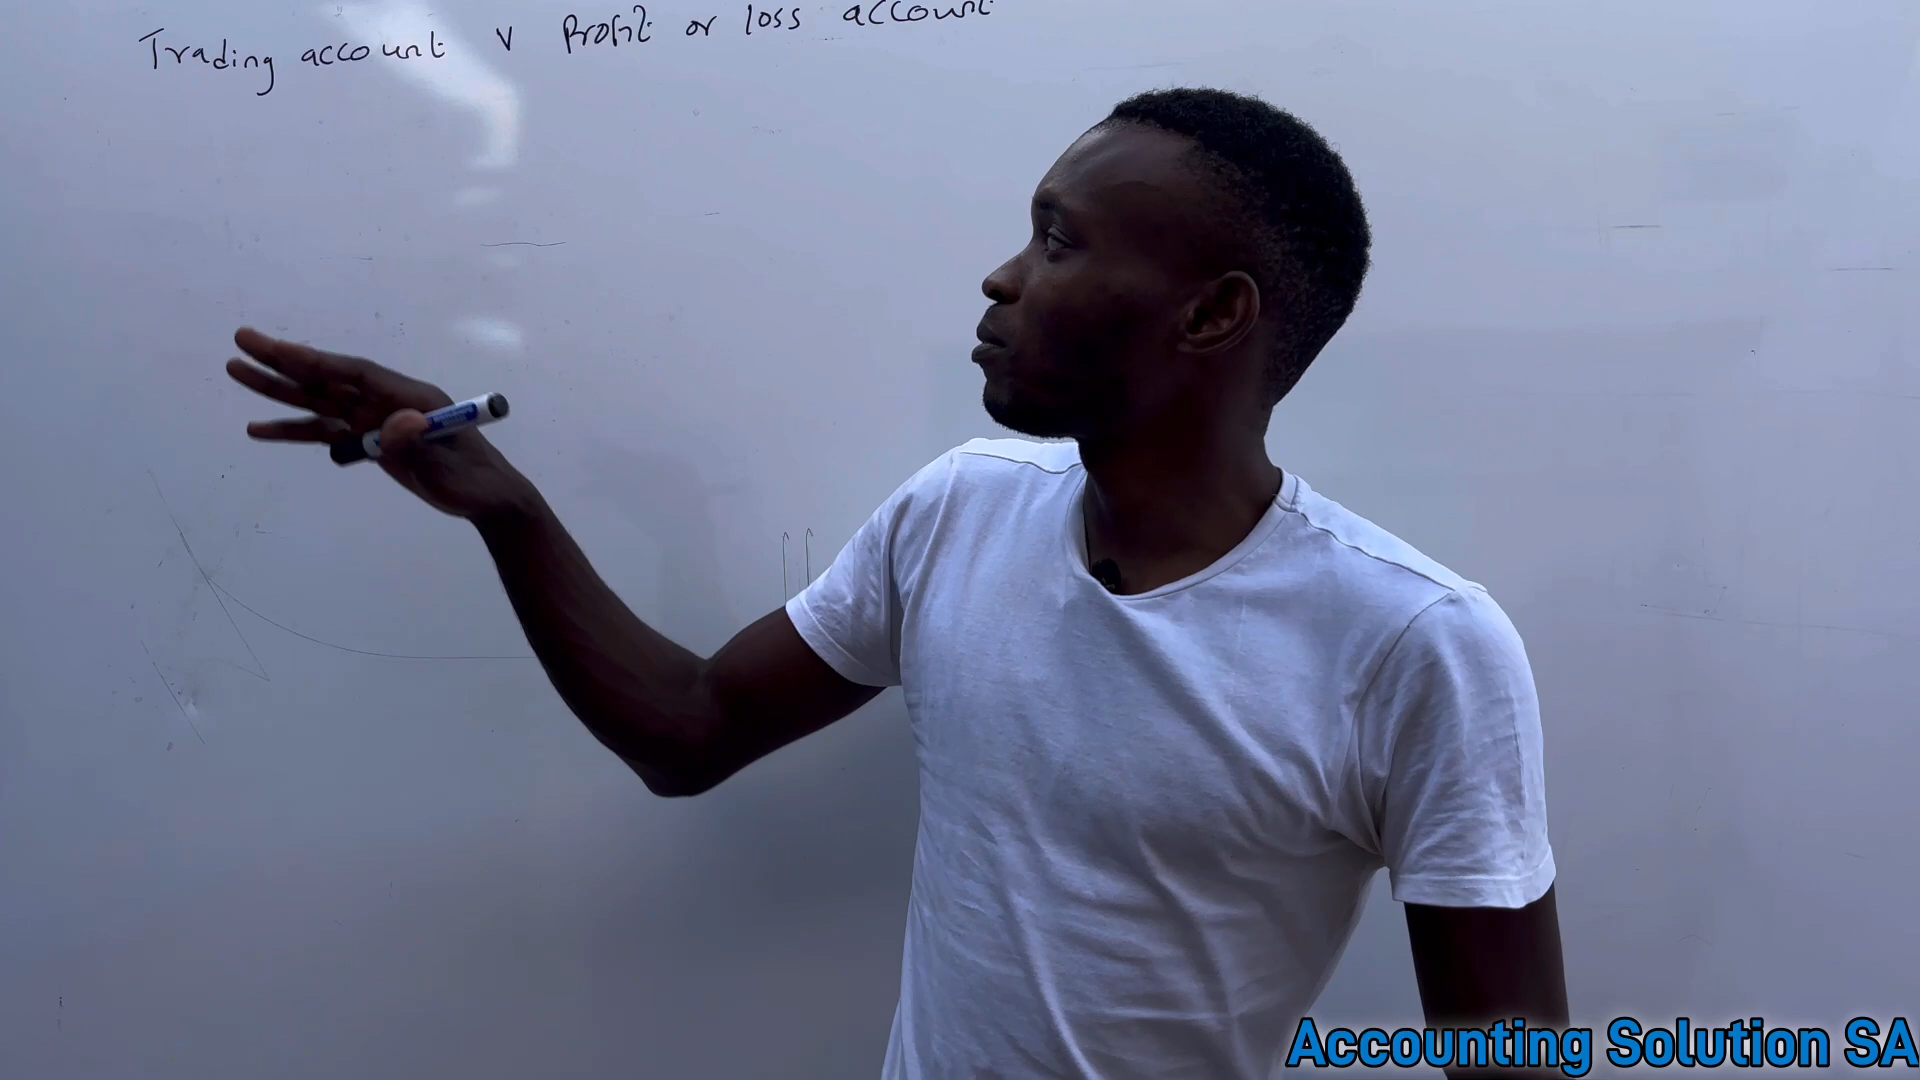 Trading account V Profit or loss account
Accounting Solution SA